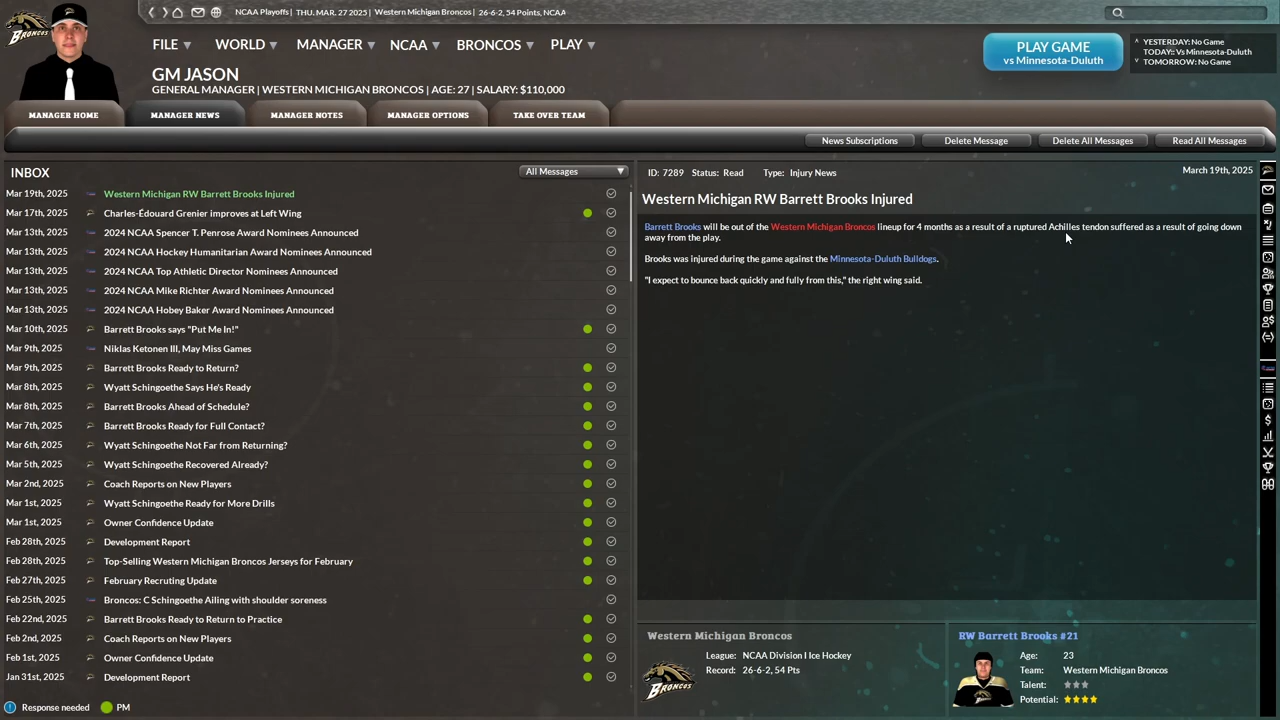 BRONCOS
NCAA Playoffs | THU. MAR. 27 2025 | Western Michigan Broncos | 26-6-2, 54 Points, NCAA
FILE WORLD MANAGER NCAA BRONCOS PLAY
PLAY GAME
vs Minnesota-Duluth
YESTERDAY: No Game
TODAY:: Vs Minnesota-Duluth
TOMORROW: No Game
GM JASON
GENERAL MANAGER | WESTERN MICHIGAN BRONCOS | AGE: 27 | SALARY: $110,000
MANAGER HOME MANAGER NEWS MANAGER NOTES MANAGER OPTIONS TAKE OVER TEAM
News Subscriptions Delete Message Delete All Messages Read All Messages
INBOX All Messages
Mar 19th, 2025 Western Michigan RW Barrett Brooks Injured
Mar 17th, 2025 Charles-Édouard Grenier improves at Left Wing
Mar 13th, 2025 2024 NCAA Spencer T. Penrose Award Nominees Announced
Mar 13th, 2025 2024 NCAA Hockey Humanitarian Award Nominees Announced
Mar 13th, 2025 2024 NCAA Top Athletic Director Nominees Announced
Mar 13th, 2025 2024 NCAA Mike Richter Award Nominees Announced
Mar 13th, 2025 2024 NCAA Hobey Baker Award Nominees Announced
Mar 10th, 2025 Barrett Brooks says "Put Me In!"
Mar 9th, 2025 Niklas Ketonen Ill, May Miss Games
Mar 9th, 2025 Barrett Brooks Ready to Return?
Mar 8th, 2025 Wyatt Schingoethe Says He's Ready
Mar 8th, 2025 Barrett Brooks Ahead of Schedule?
Mar 7th, 2025 Barrett Brooks Ready for Full Contact?
Mar 6th, 2025 Wyatt Schingoethe Not Far from Returning?
Mar 5th, 2025 Wyatt Schingoethe Recovered Already?
Mar 2nd, 2025 Coach Reports on New Players
Mar 1st, 2025 Wyatt Schingoethe Ready for More Drills
Mar 1st, 2025 Owner Confidence Update
Feb 28th, 2025 Development Report
Feb 28th, 2025 Top-Selling Western Michigan Broncos Jerseys for February
Feb 27th, 2025 February Recruting Update
Feb 25th, 2025 Broncos: C Schingoethe Ailing with shoulder soreness
Feb 22nd, 2025 Barrett Brooks Ready to Return to Practice
Feb 2nd, 2025 Coach Reports on New Players
Feb 1st, 2025 Owner Confidence Update
Jan 31st, 2025 Development Report
Response needed PM
ID: 7289 Status: Read Type: Injury News March 19th, 2025
Western Michigan RW Barrett Brooks Injured
Barrett Brooks will be out of the Western Michigan Broncos lineup for 4 months as a result of a ruptured Achilles tendon suffered as a result of going down
away from the play.
Brooks was injured during the game against the Minnesota-Duluth Bulldogs.
"I expect to bounce back quickly and fully from this," the right wing said.
Western Michigan Broncos
League: NCAA Division I Ice Hockey
Record: 26-6-2, 54 Pts
BRONCOS
RW Barrett Brooks #21
Age: 23
Team: Western Michigan Broncos
Talent:
Potential: